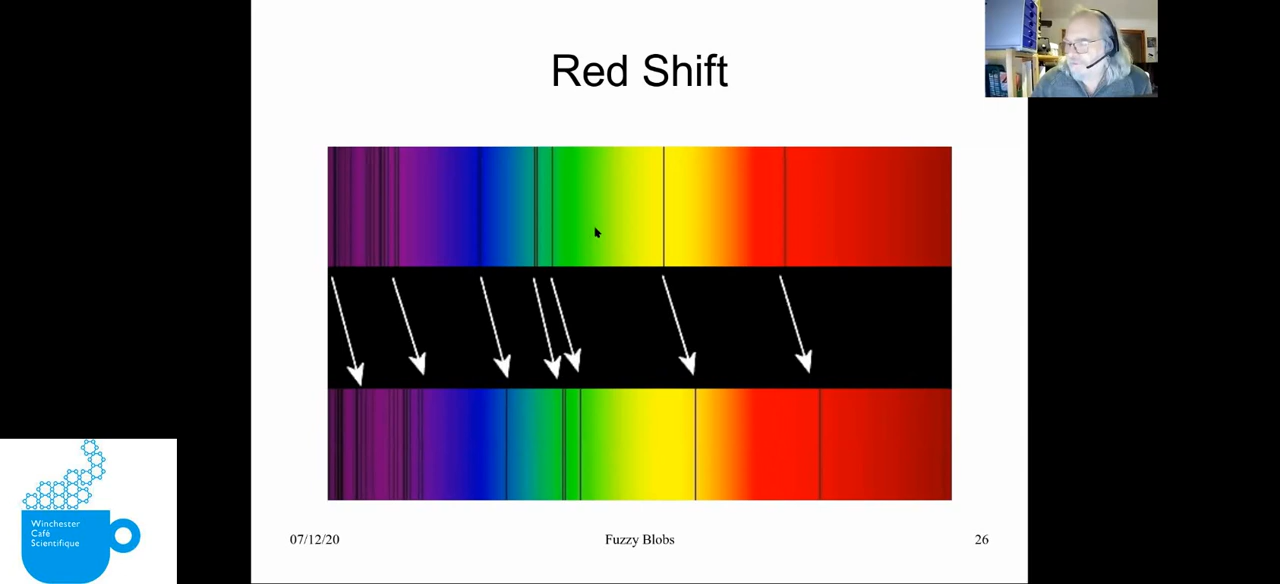 Red Shift
Winchester
Café
Scientifique
07/12/20
Fuzzy Blobs
26